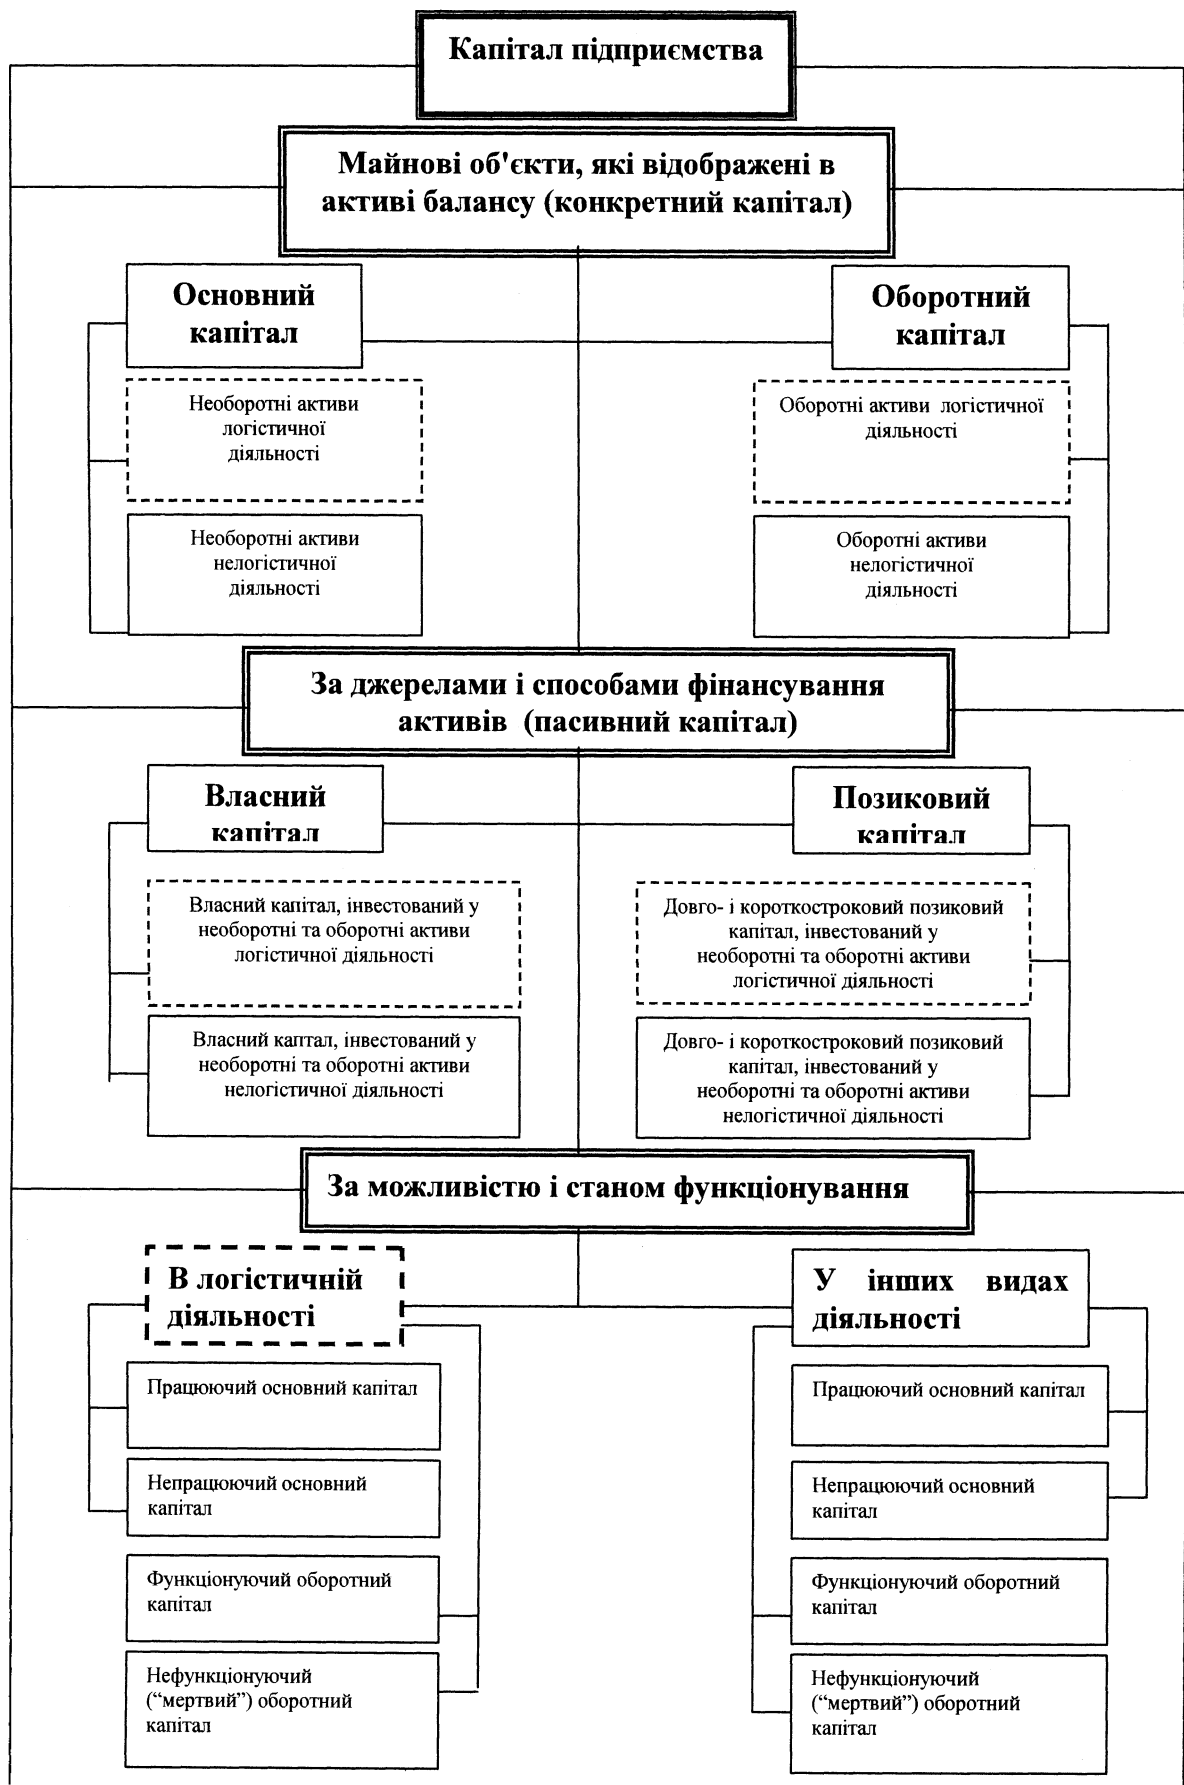 Капітал підприємства
Майнові об'єкти, які відображені в
активі балансу (конкретний капітал)
Основний
капітал
Оборотний
капітал
Необоротні активи
логістичної
діяльності
Оборотні активи логістичної
діяльності
Необоротні активи
нелогістичної
діяльності
Оборотні активи
нелогістичної
діяльності
За джерелами і способами фінансування
активів (пасивний капітал)
Власний
капітал
Позиковий
капітал
Власний капітал, інвестований у
необоротні та оборотні активи
логістичної діяльності
Довго- і короткостроковий позиковий
капітал, інвестований у
необоротні та оборотні активи
логістичної діяльності
Власний каптал, інвестований у
необоротні та оборотні активи
нелогістичної діяльності
Довго- і короткостроковий позиковий
капітал, інвестований у
необоротні та оборотні активи
нелогістичної діяльності
За можливістю і станом функціонування
В логістичній
діяльності
У інших видах
діяльності
Працюючий основний капітал
Непрацюючий основний
капітал
Функціонуючий оборотний
капітал
Нефункціонуючий
(“мертвий”) оборотний
капітал
Працюючий основний капітал
Непрацюючий основний
капітал
Функціонуючий оборотний
капітал
Нефункціонуючий
(“мертвий”) оборотний
капітал